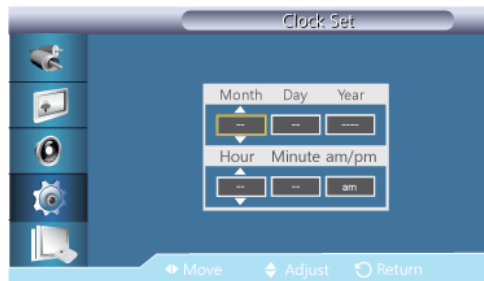 Clock Set
Month Day Year
-- -- ----
Hour Minute am/pm
-- -- am
Move Adjust Return